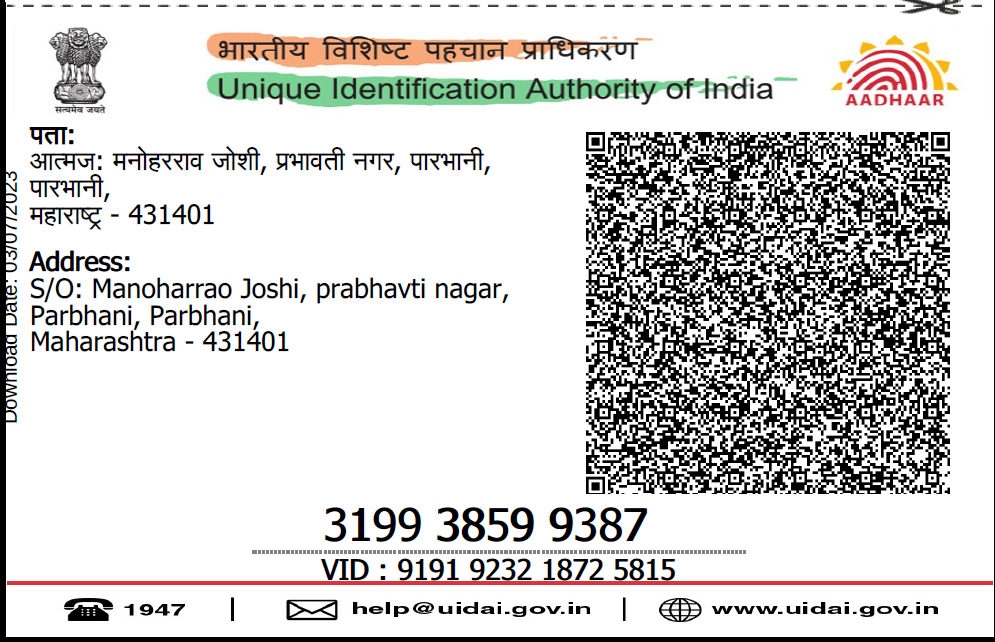 भारतीय विशिष्ट पहचान प्राधिकरण
Unique Identification Authority of India
सत्यमेव जयते
AADHAAR
पता:
आत्मज: मनोहरराव जोशी, प्रभावती नगर, पारभानी,
पारभानी,
महाराष्ट्र - 431401
Address:
S/O: Manoharrao Joshi, prabhavti nagar,
Parbhani, Parbhani,
Maharashtra - 431401
Download Date: 03/07/2023
3199 3859 9387
VID : 9191 9232 1872 5815
1947 | help@uidai.gov.in | www.uidai.gov.in